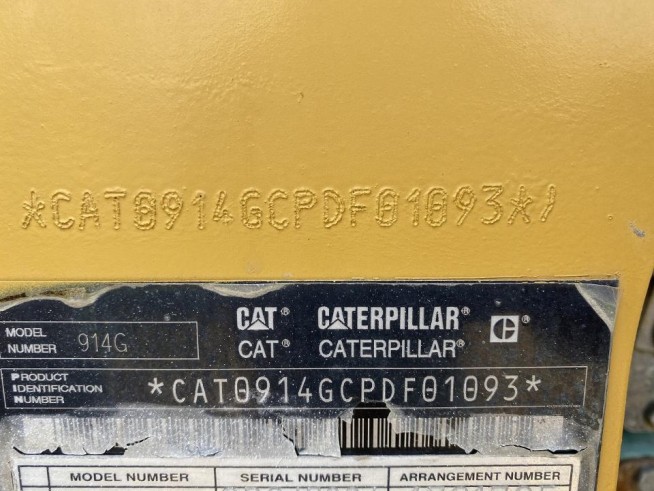 *CAT0914GCPDF01093*/
CAT® CATERPILLAR®
CAT® CATERPILLAR®
MODEL NUMBER 914G
PRODUCT IDENTIFICATION NUMBER *CAT0914GCPDF01093*
MODEL NUMBER SERIAL NUMBER ARRANGEMENT NUMBER